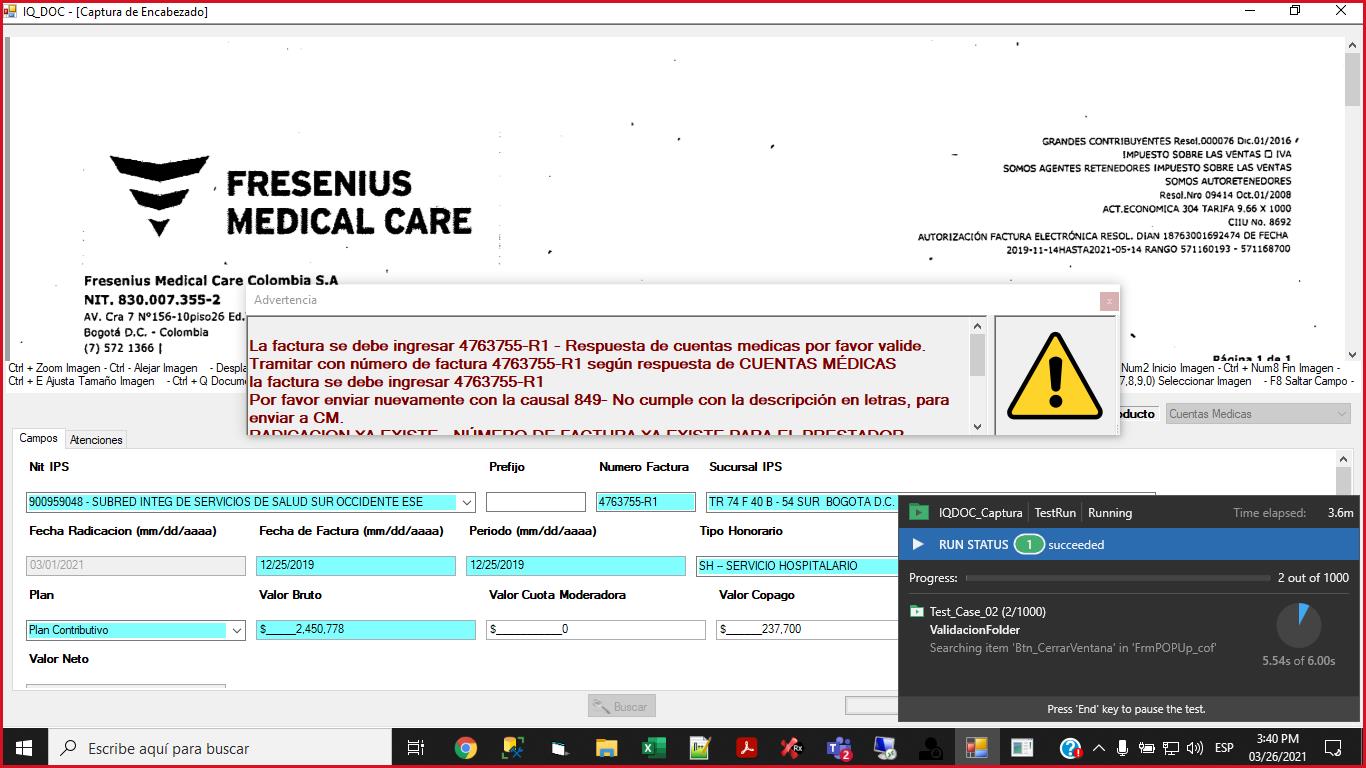 IQ_DOC - [Captura de Encabezado]
GRANDES CONTRIBUYENTES Resol.000076 Dic.01/2016
IMPUESTO SOBRE LAS VENTAS ☐ IVA
SOMOS AGENTES RETENEDORES IMPUESTO SOBRE LAS VENTAS
SOMOS AUTORETENEDORES
Resol.Nro 09414 Oct.01/2008
ACT.ECONOMICA 304 TARIFA 9.66 X 1000
CIIU No. 8692
AUTORIZACIÓN FACTURA ELECTRÓNICA RESOL. DIAN 18763001692474 DE FECHA
2019-11-14HASTA2021-05-14 RANGO 571160193 - 571168700
FRESENIUS
MEDICAL CARE
Fresenius Medical Care Colombia S.A
NIT. 830.007.355-2
AV. Cra 7 Nº156-10piso26 Ed.
Bogotá D.C. - Colombia
(7) 572 1366
Página 1 de 1
Ctrl + Zoom Imagen - Ctrl - Alejar Imagen - Despla
Num2 Inicio Imagen - Ctrl + Num8 Fin Imagen -
Ctrl + E Ajusta Tamaño Imagen - Ctrl + Q Docume
7,8,9,0) Seleccionar Imagen - F8 Saltar Campo -
Advertencia
x
La factura se debe ingresar 4763755-R1 - Respuesta de cuentas medicas por favor valide.
Tramitar con número de factura 4763755-R1 según respuesta de CUENTAS MÉDICAS
la factura se debe ingresar 4763755-R1
Por favor enviar nuevamente con la causal 849- No cumple con la descripción en letras, para
enviar a CM.
RADICACION YA EXISTE - NÚMERO DE FACTURA YA EXISTE PARA EL PRESTADOR
oducto Cuentas Medicas
Campos Atenciones
Nit IPS Prefijo Numero Factura Sucursal IPS
900959048 - SUBRED INTEG DE SERVICIOS DE SALUD SUR OCCIDENTE ESE 4763755-R1 TR 74 F 40 B - 54 SUR BOGOTA D.C.
Fecha Radicacion (mm/dd/aaaa) Fecha de Factura (mm/dd/aaaa) Periodo (mm/dd/aaaa) Tipo Honorario
03/01/2021 12/25/2019 12/25/2019 SH – SERVICIO HOSPITALARIO
Plan Valor Bruto Valor Cuota Moderadora Valor Copago
Plan Contributivo $_____2,450,778 $___________0 $______237,700
Valor Neto
Buscar
IQDOC_Captura TestRun Running Time elapsed: 3.6m
RUN STATUS 1 succeeded
Progress: 2 out of 1000
Test_Case_02 (2/1000)
ValidacionFolder
Searching item 'Btn_CerrarVentana' in 'FrmPOPUp_cof'
5.54s of 6.00s
Press 'End' key to pause the test.
Escribe aquí para buscar
2
ESP
3:40 PM
03/26/2021